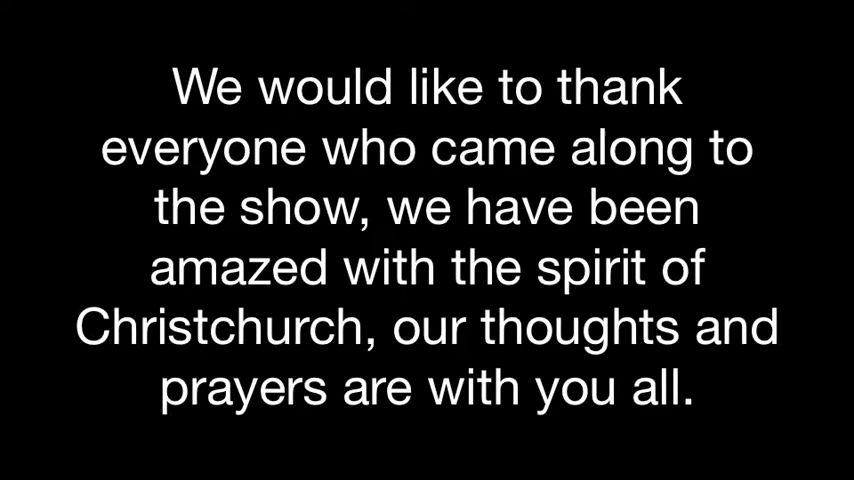 We would like to thank
everyone who came along to
the show, we have been
amazed with the spirit of
Christchurch, our thoughts and
prayers are with you all.